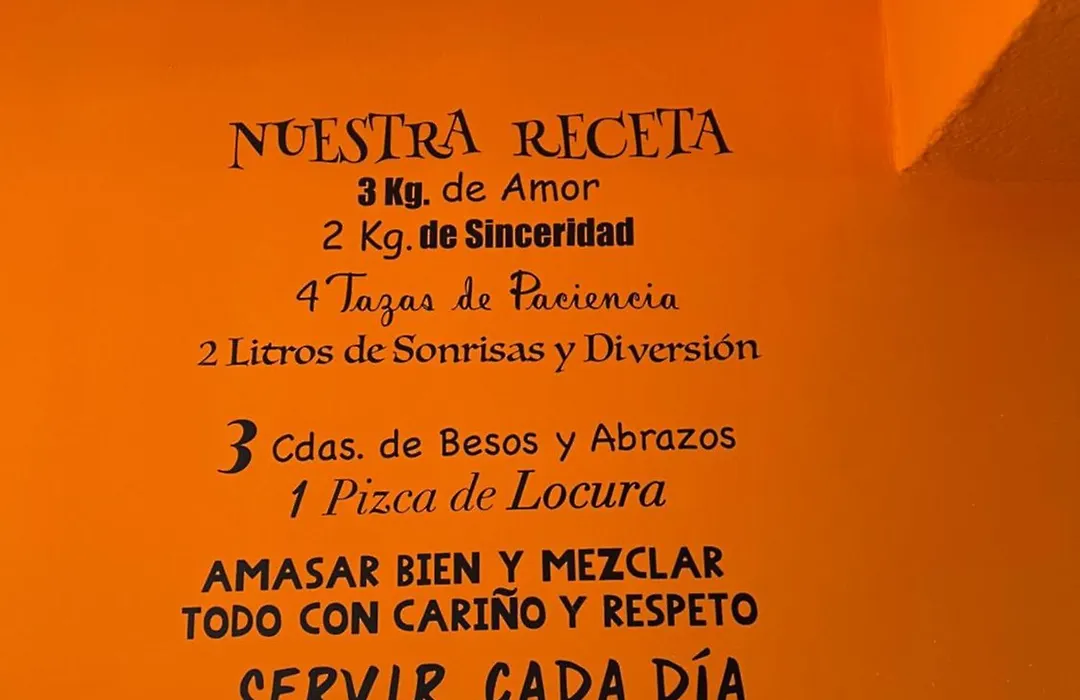 NUESTRA RECETA
3 Kg. de Amor
2 Kg. de Sinceridad
4 Tazas de Paciencia
2 Litros de Sonrisas y Diversión
3 Cdas. de Besos y Abrazos
1 Pizca de Locura
AMASAR BIEN Y MEZCLAR
TODO CON CARIÑO Y RESPETO
SERVIR CADA DÍA